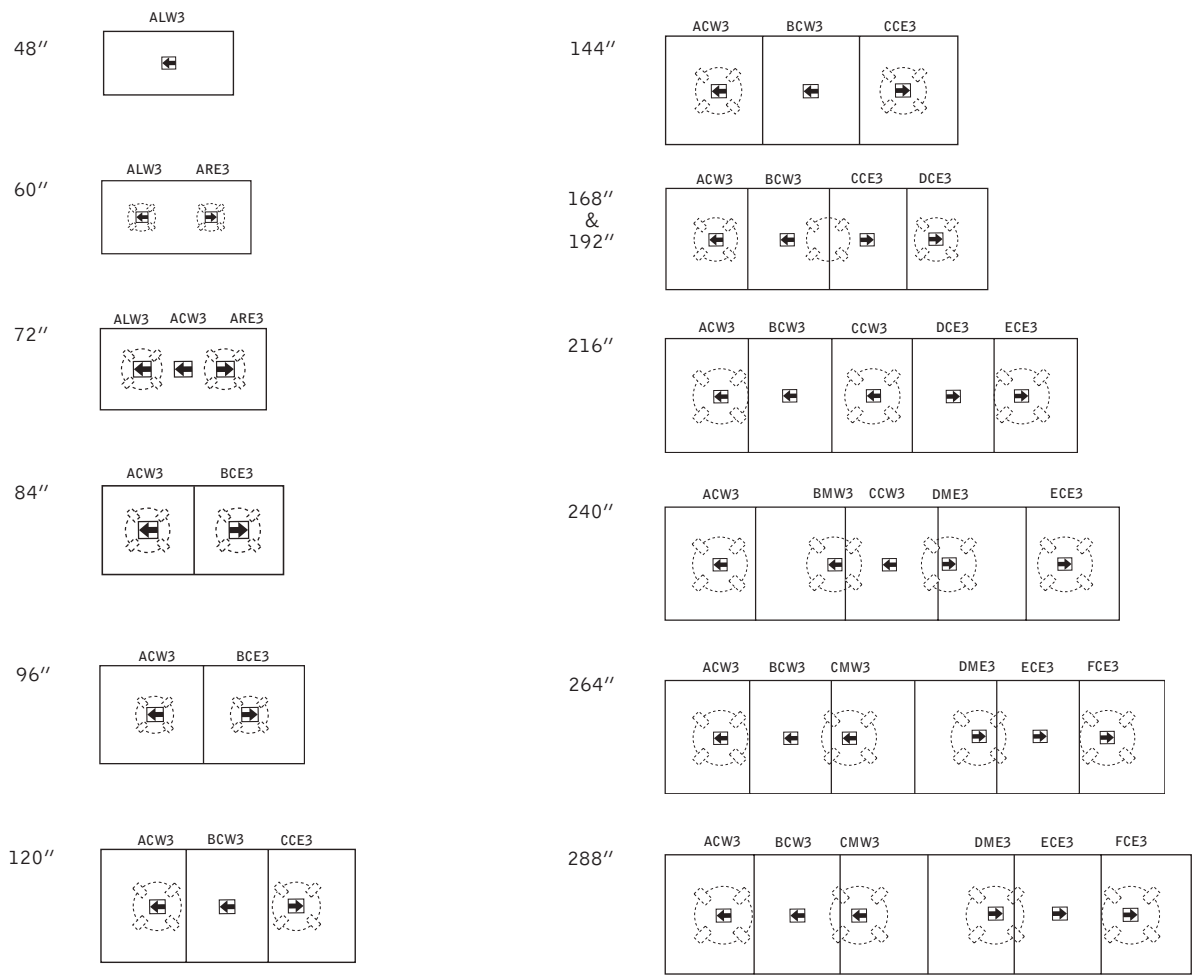 48″
ALW3
60″
ALW3 ARE3
72″
ALW3 ACW3 ARE3
84″
ACW3 BCE3
96″
ACW3 BCE3
120″
ACW3 BCW3 CCE3
144″
ACW3 BCW3 CCE3
168″
&
192″
ACW3 BCW3 CCE3 DCE3
216″
ACW3 BCW3 CCW3 DCE3 ECE3
240″
ACW3 BMW3 CCW3 DME3 ECE3
264″
ACW3 BCW3 CMW3 DME3 ECE3 FCE3
288″
ACW3 BCW3 CMW3 DME3 ECE3 FCE3